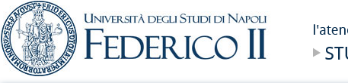 UNIVERSITÀ DEGLI STUDI DI NAPOLI
FEDERICO II
l'aten
STU